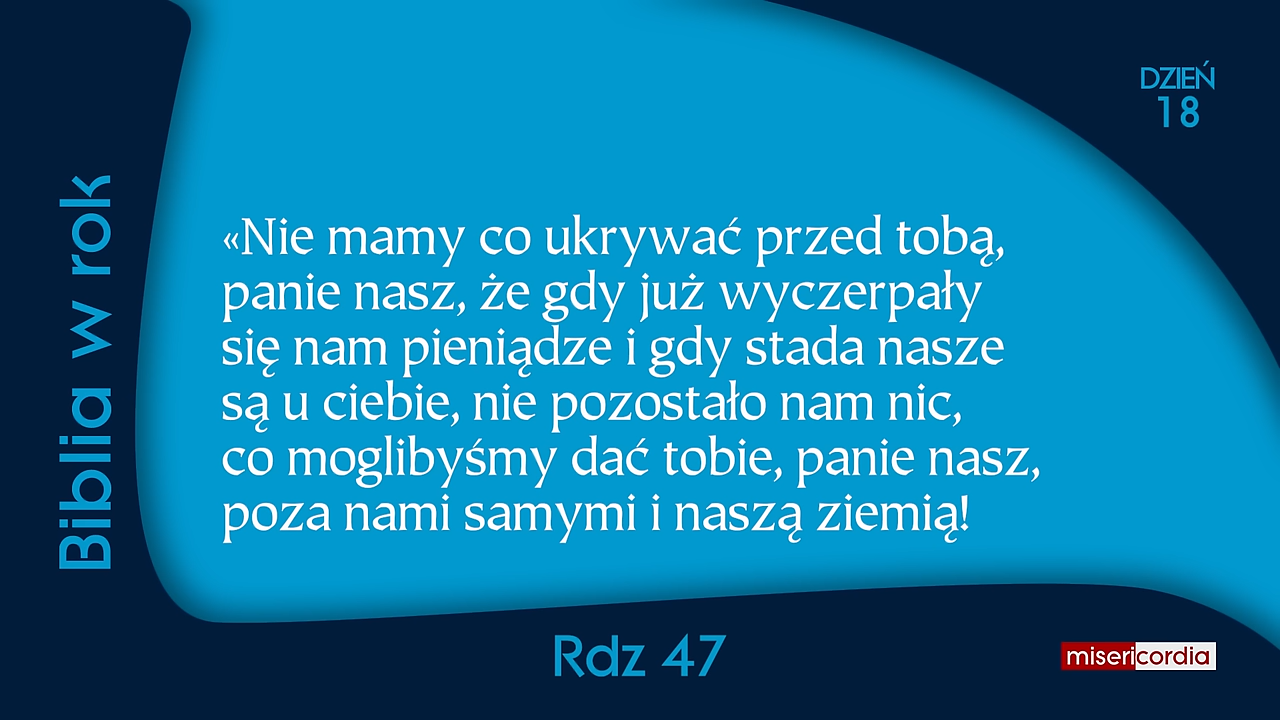 DZIEŃ
18
Biblia w rok
«Nie mamy co ukrywać przed tobą,
panie nasz, że gdy już wyczerpały
się nam pieniądze i gdy stada nasze
są u ciebie, nie pozostało nam nic,
co moglibyśmy dać tobie, panie nasz,
poza nami samymi i naszą ziemią!
Rdz 47
misericordia